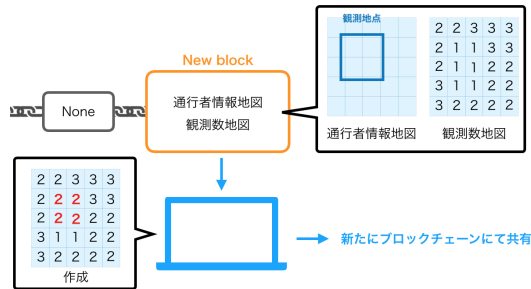 観測地点
2 2 3 3 3
2 1 1 3 3
2 1 1 2 2
3 1 1 2 2
3 2 2 2 2
通行者情報地図 観測数地図
New block
通行者情報地図
観測数地図
None
2 2 3 3 3
2 2 2 3 3
2 2 2 2 2
3 1 1 2 2
3 2 2 2 2
作成
新たにブロックチェーンにて共有